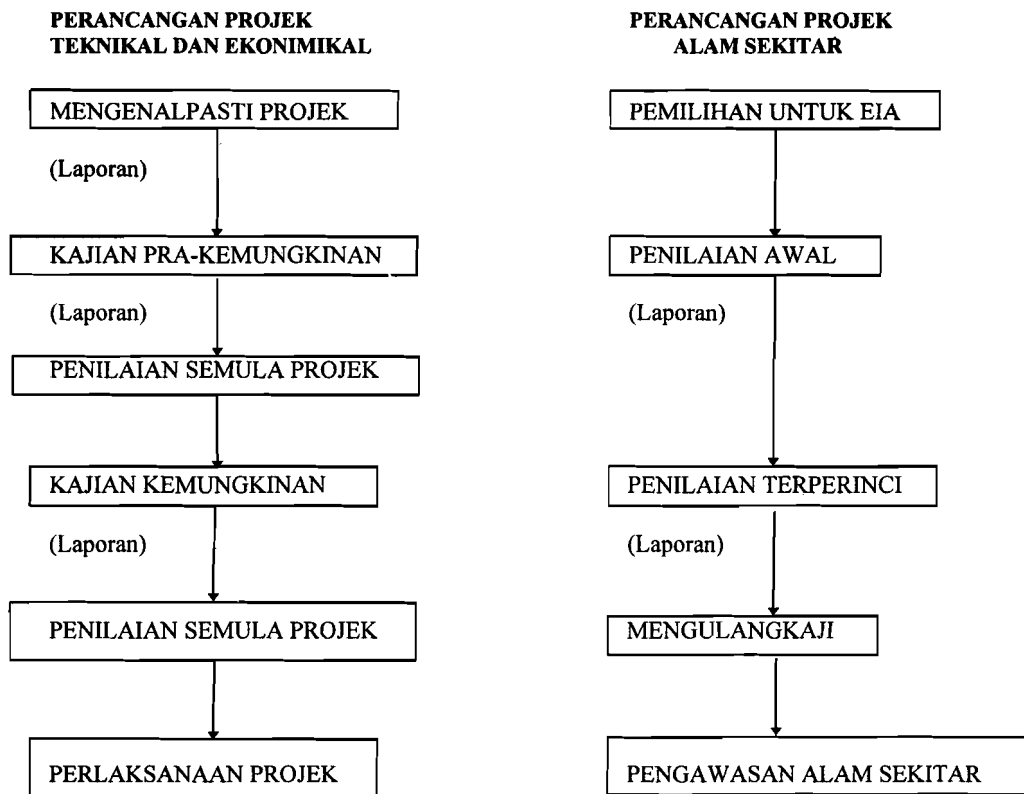 PERANCANGAN PROJEK
TEKNIKAL DAN EKONIMIKAL
MENGENALPASTI PROJEK
(Laporan)
KAJIAN PRA-KEMUNGKINAN
(Laporan)
PENILAIAN SEMULA PROJEK
KAJIAN KEMUNGKINAN
(Laporan)
PENILAIAN SEMULA PROJEK
PERLAKSANAAN PROJEK
PERANCANGAN PROJEK
ALAM SEKITAR
PEMILIHAN UNTUK EIA
PENILAIAN AWAL
(Laporan)
PENILAIAN TERPERINCI
(Laporan)
MENGULANGKAJI
PENGAWASAN ALAM SEKITAR